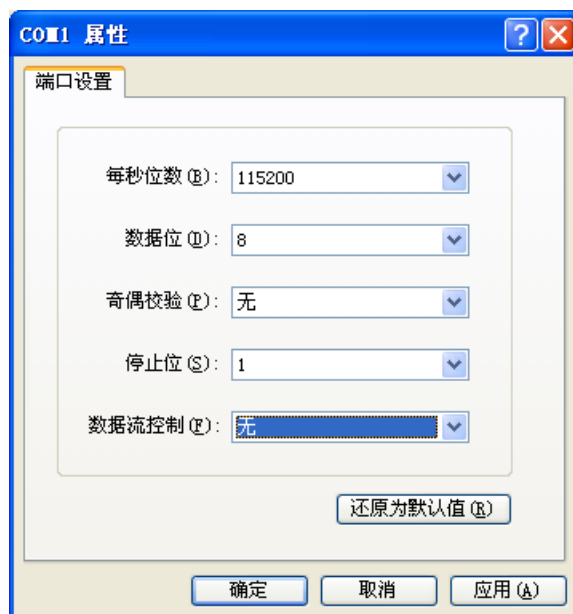 COM1 属性
端口设置
每秒位数(B): 115200
数据位(D): 8
奇偶校验(P): 无
停止位(S): 1
数据流控制(F): 无
还原为默认值(R)
确定 取消 应用(A)